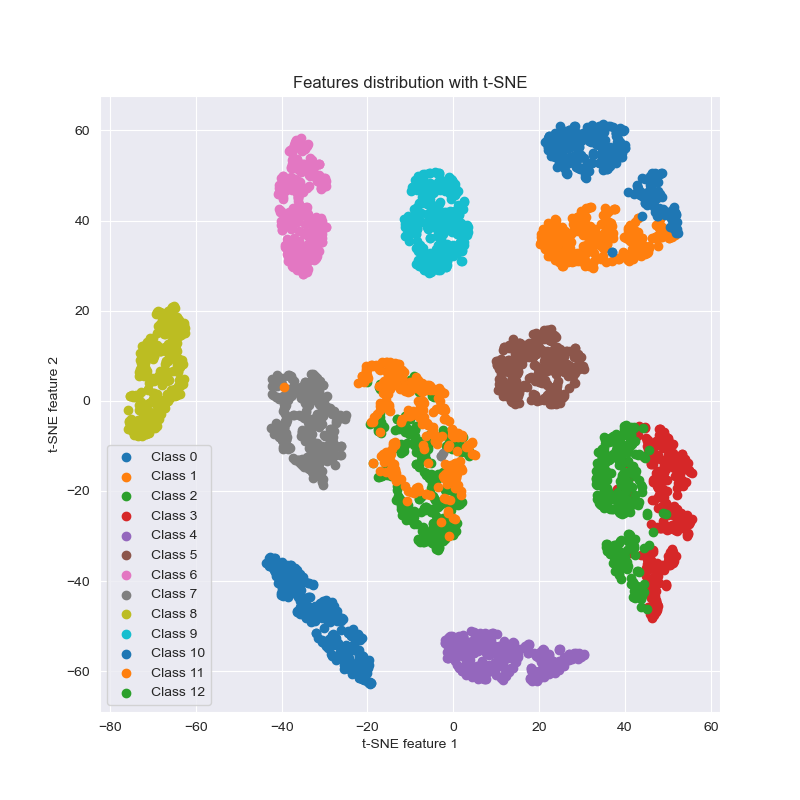 Features distribution with t-SNE
60
40
20
0
−20
−40
−60
t-SNE feature 2
Class 0
Class 1
Class 2
Class 3
Class 4
Class 5
Class 6
Class 7
Class 8
Class 9
Class 10
Class 11
Class 12
−80
−60
−40
−20
0
20
40
60
t-SNE feature 1